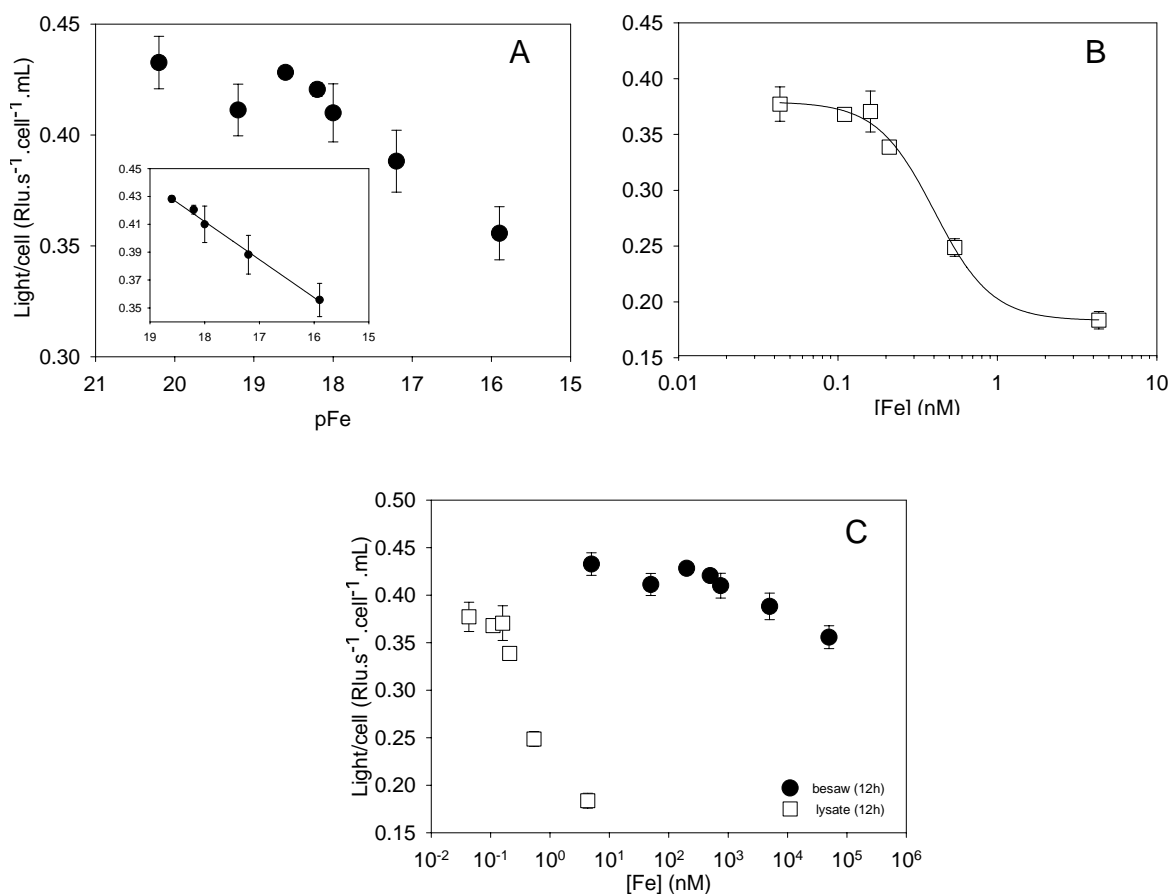 A
Light/cell (Rlu.s⁻¹.cell⁻¹.mL)
0.45
0.40
0.35
0.30
21 20 19 18 17 16 15
pFe
0.45
0.43
0.41
0.39
0.37
0.35
19 18 17 16 15
B
0.40
0.35
0.30
0.25
0.20
0.15
0.01 0.1 1 10
[Fe] (nM)
C
Light/cell (Rlu.s⁻¹.cell⁻¹.mL)
0.50
0.45
0.40
0.35
0.30
0.25
0.20
0.15
besaw (12h)
lysate (12h)
10⁻² 10⁻¹ 10⁰ 10¹ 10² 10³ 10⁴ 10⁵ 10⁶
[Fe] (nM)